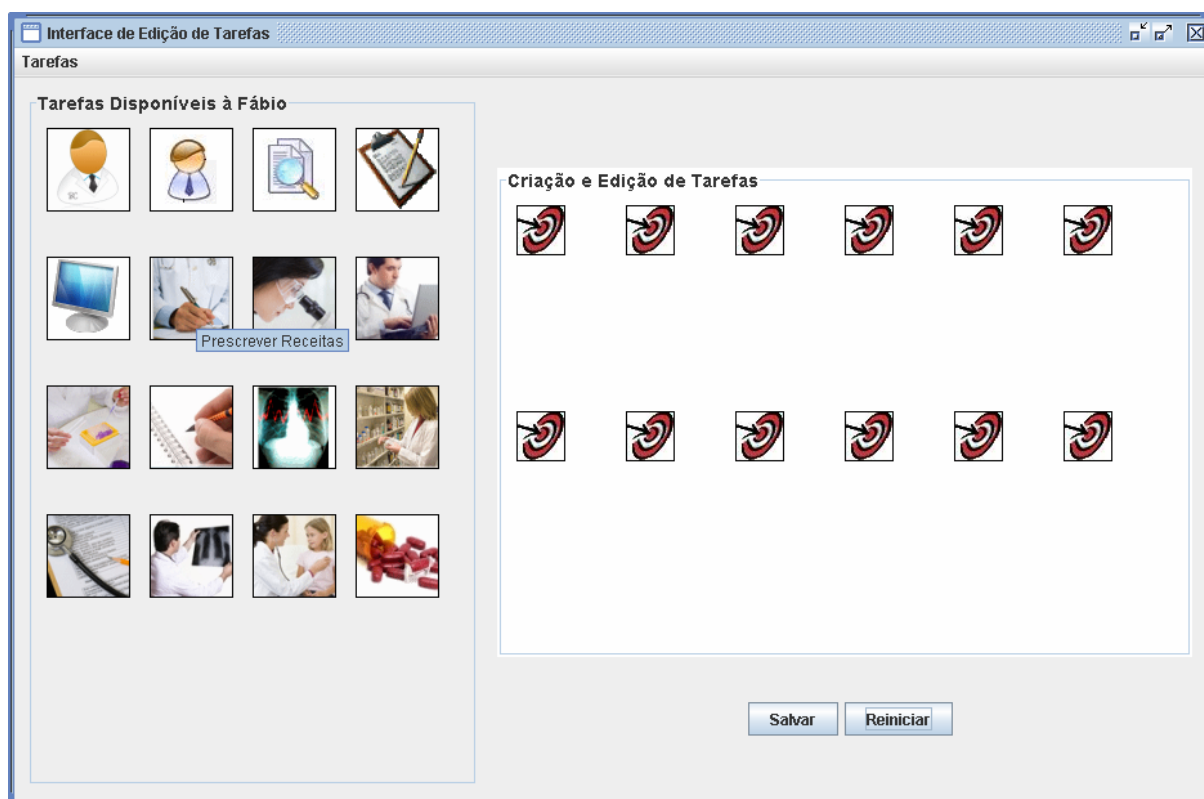 Interface de Edição de Tarefas
Tarefas
Tarefas Disponíveis à Fábio
Prescrever Receitas
Criação e Edição de Tarefas
Salvar
Reiniciar